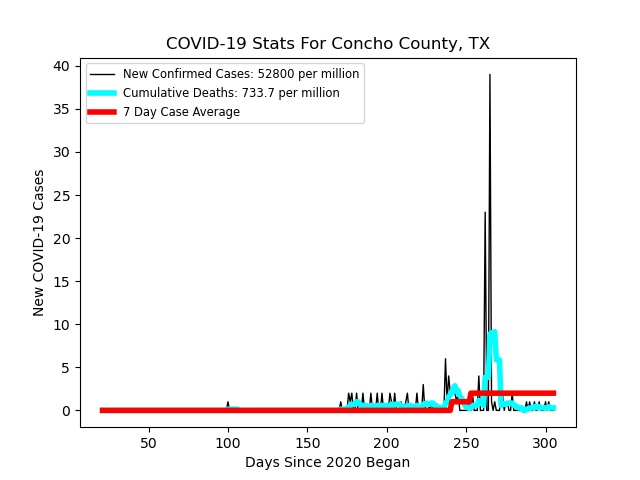 COVID-19 Stats For Concho County, TX
New Confirmed Cases: 52800 per million
Cumulative Deaths: 733.7 per million
7 Day Case Average
New COVID-19 Cases
40
35
30
25
20
15
10
5
0
50
100
150
200
250
300
Days Since 2020 Began